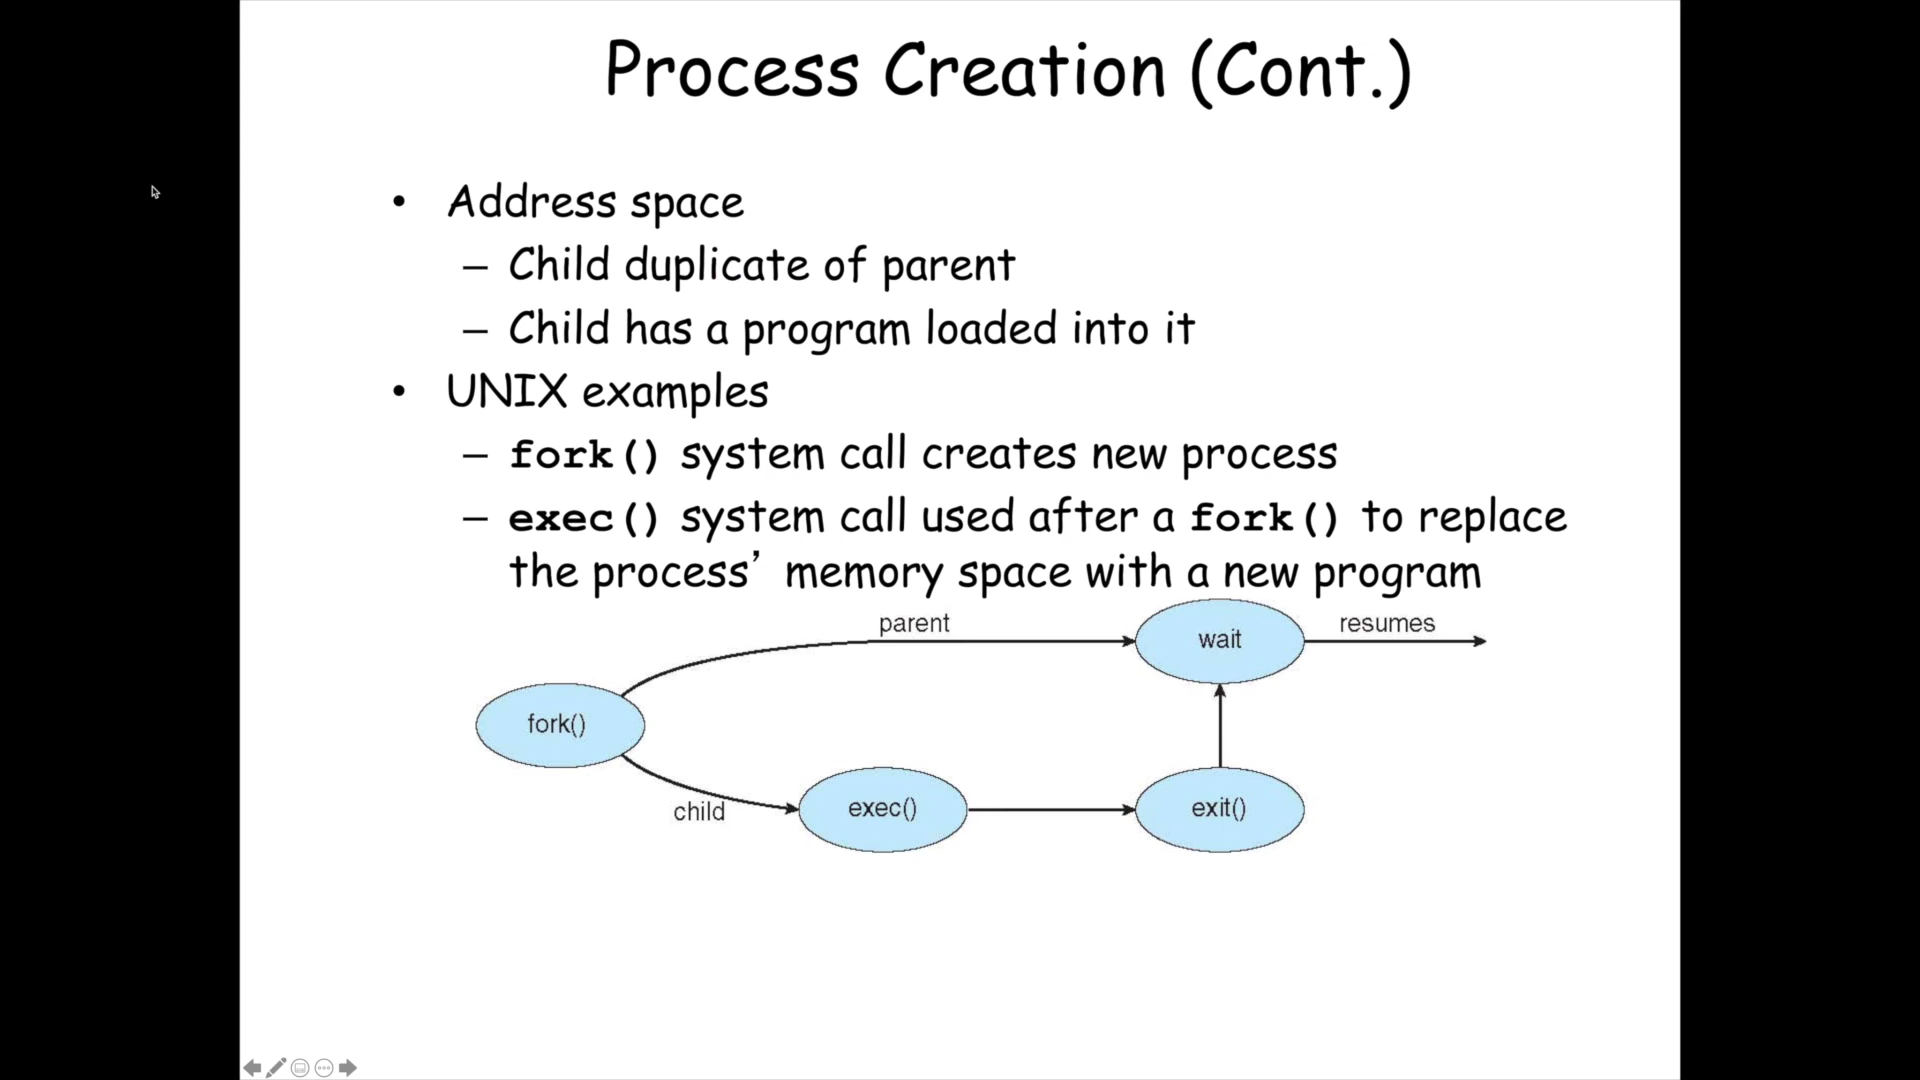 Process Creation (Cont.)
• Address space
– Child duplicate of parent
– Child has a program loaded into it
• UNIX examples
– fork() system call creates new process
– exec() system call used after a fork() to replace
the process’ memory space with a new program
parent
wait
resumes
fork()
child
exec()
exit()